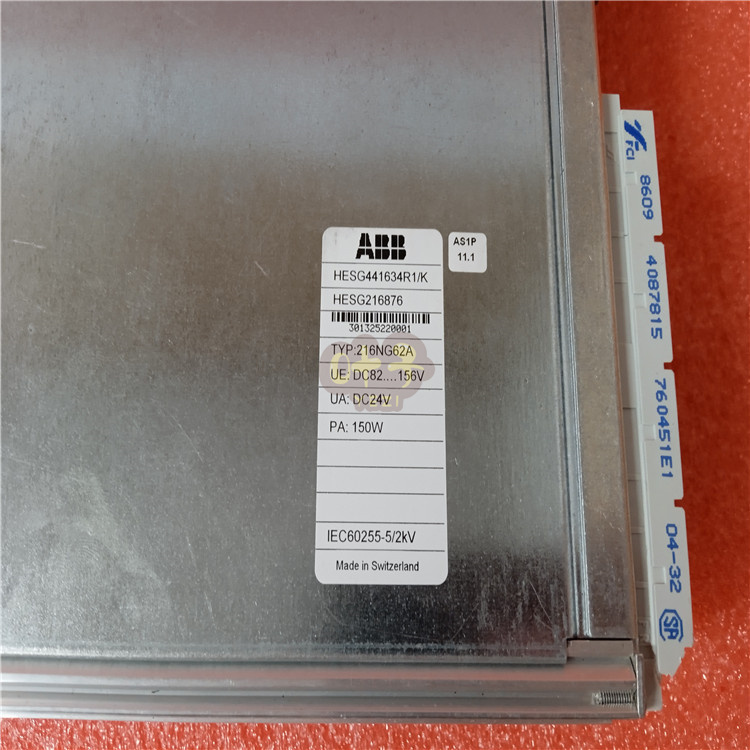 ABB
HESG441634R1/K
HESG216876
301325220001
TYP:216NG62A
UE: DC82....156V
UA: DC24V
PA: 150W
IEC60255-5/2kV
Made in Switzerland
AS1P
11.1
FCI 8609 4087815 760451E1 04-32